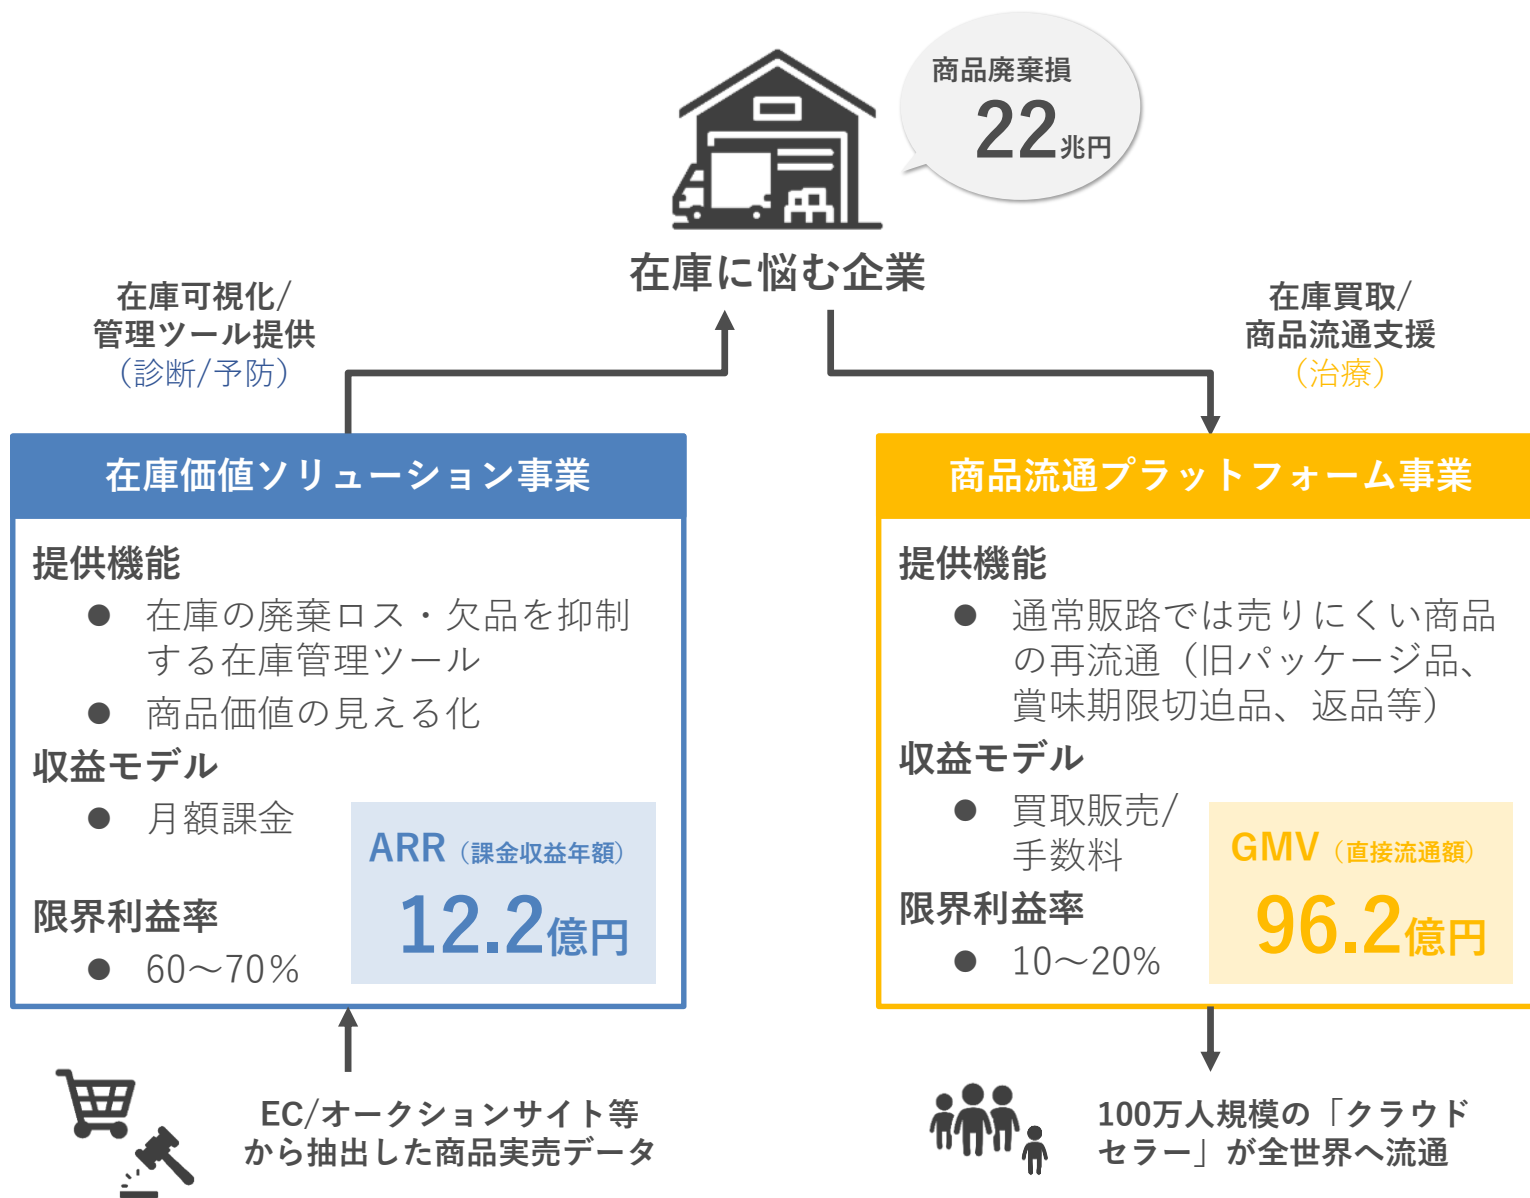 商品廃棄損
22兆円
在庫に悩む企業
在庫可視化/
管理ツール提供
（診断/予防）
在庫買取/
商品流通支援
（治療）
在庫価値ソリューション事業
提供機能
● 在庫の廃棄ロス・欠品を抑制
する在庫管理ツール
● 商品価値の見える化
収益モデル
● 月額課金
ARR（課金収益年額）
12.2億円
限界利益率
● 60～70％
商品流通プラットフォーム事業
提供機能
● 通常販路では売りにくい商品
の再流通（旧パッケージ品、
賞味期限切迫品、返品等）
収益モデル
● 買取販売/
手数料
GMV（直接流通額）
96.2億円
限界利益率
● 10～20%
EC/オークションサイト等
から抽出した商品実売データ
100万人規模の「クラウド
セラー」が全世界へ流通